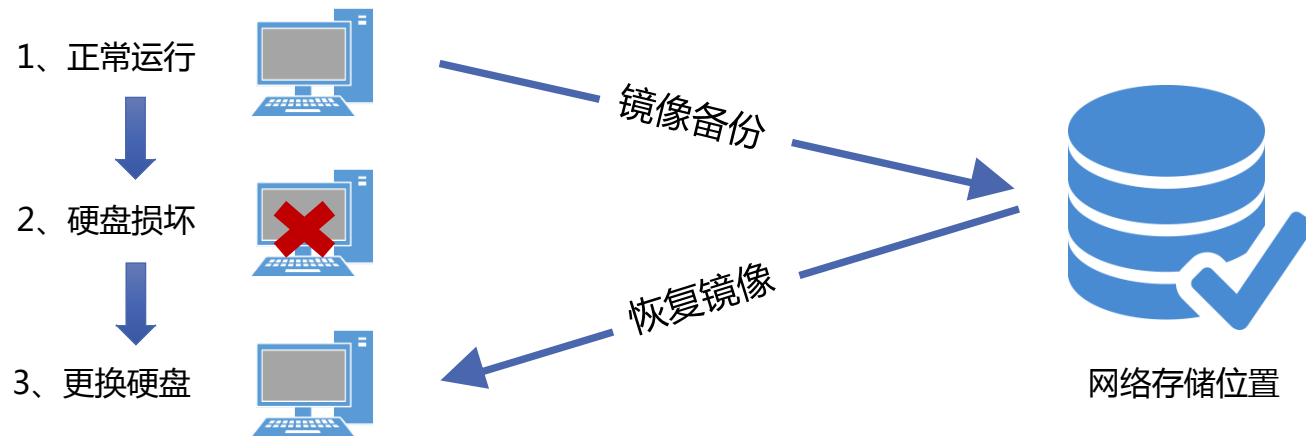 1、正常运行
镜像备份
2、硬盘损坏
恢复镜像
3、更换硬盘
网络存储位置